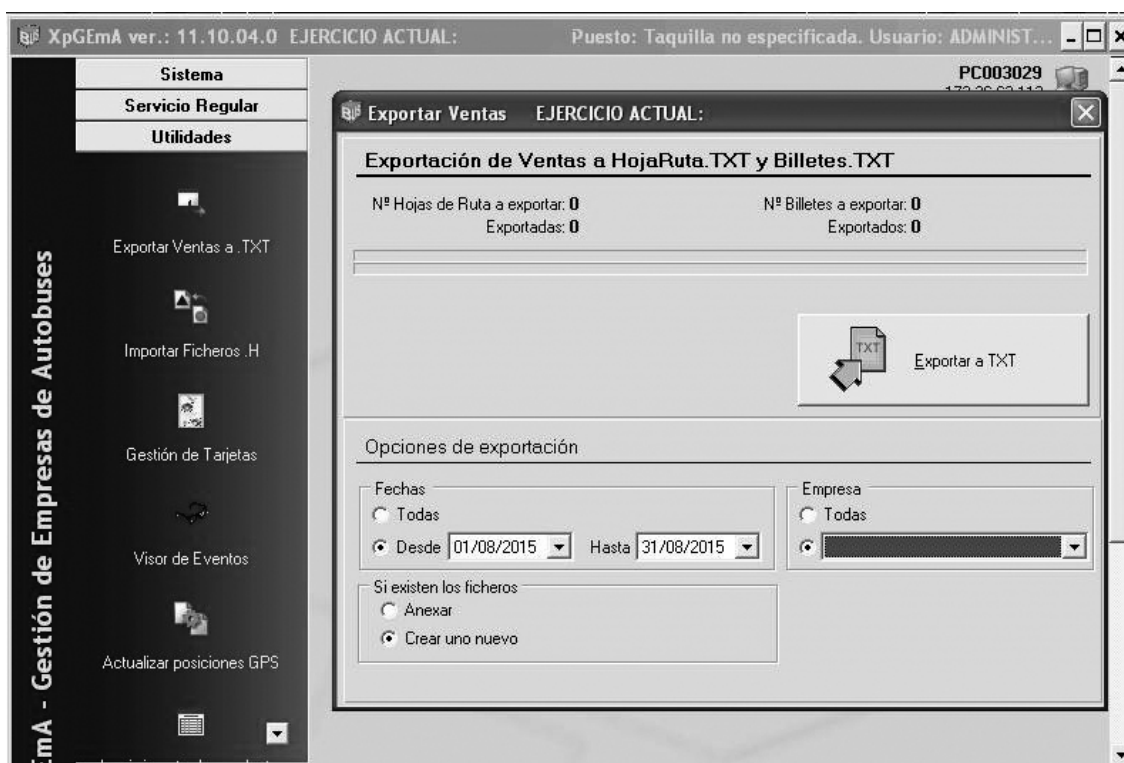 XpGEmA ver.: 11.10.04.0 EJERCICIO ACTUAL: Puesto: Taquilla no especificada. Usuario: ADMINIST...
Sistema
Servicio Regular
Utilidades
PC003029
Exportar Ventas a .TXT
Importar Ficheros .H
Gestión de Tarjetas
Visor de Eventos
Actualizar posiciones GPS
EmA - Gestión de Empresas de Autobuses
Exportar Ventas EJERCICIO ACTUAL:
Exportación de Ventas a HojaRuta.TXT y Billetes.TXT
Nº Hojas de Ruta a exportar: 0
Exportadas: 0
Nº Billetes a exportar: 0
Exportados: 0
TXT
Exportar a TXT
Opciones de exportación
Fechas
Todas
Desde 01/08/2015 Hasta 31/08/2015
Empresa
Todas
Si existen los ficheros
Anexar
Crear uno nuevo